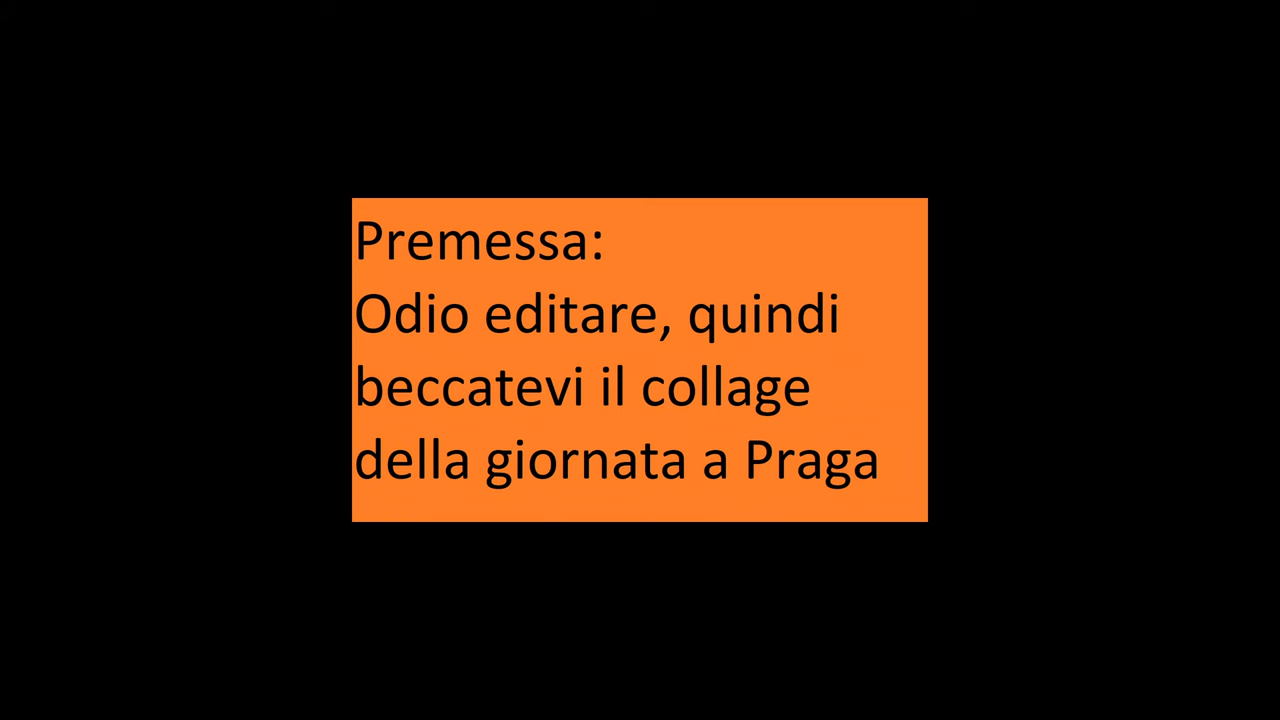 Premessa:
Odio editare, quindi
beccatevi il collage
della giornata a Praga